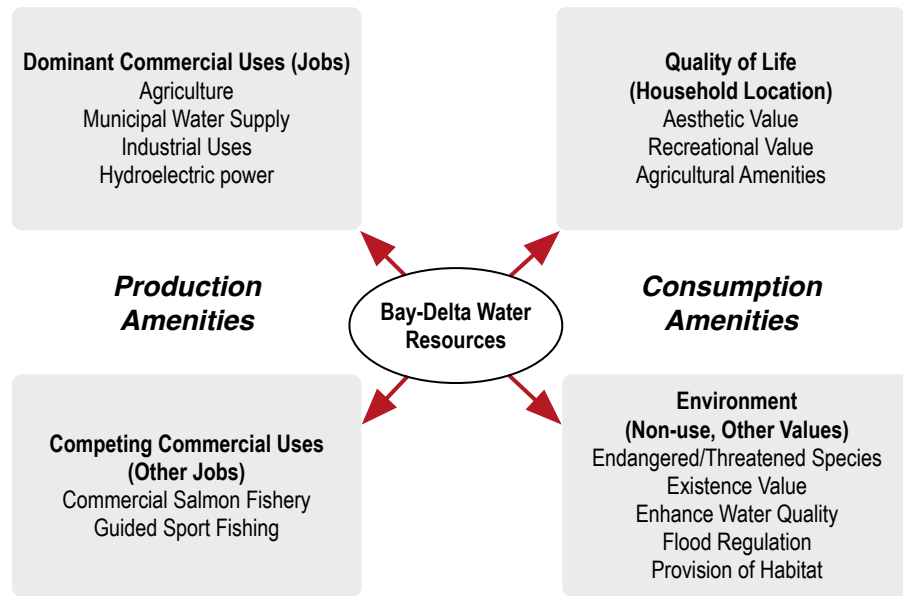 Dominant Commercial Uses (Jobs)
Agriculture
Municipal Water Supply
Industrial Uses
Hydroelectric power
Quality of Life
(Household Location)
Aesthetic Value
Recreational Value
Agricultural Amenities
Production
Amenities
Bay-Delta Water
Resources
Consumption
Amenities
Competing Commercial Uses
(Other Jobs)
Commercial Salmon Fishery
Guided Sport Fishing
Environment
(Non-use, Other Values)
Endangered/Threatened Species
Existence Value
Enhance Water Quality
Flood Regulation
Provision of Habitat